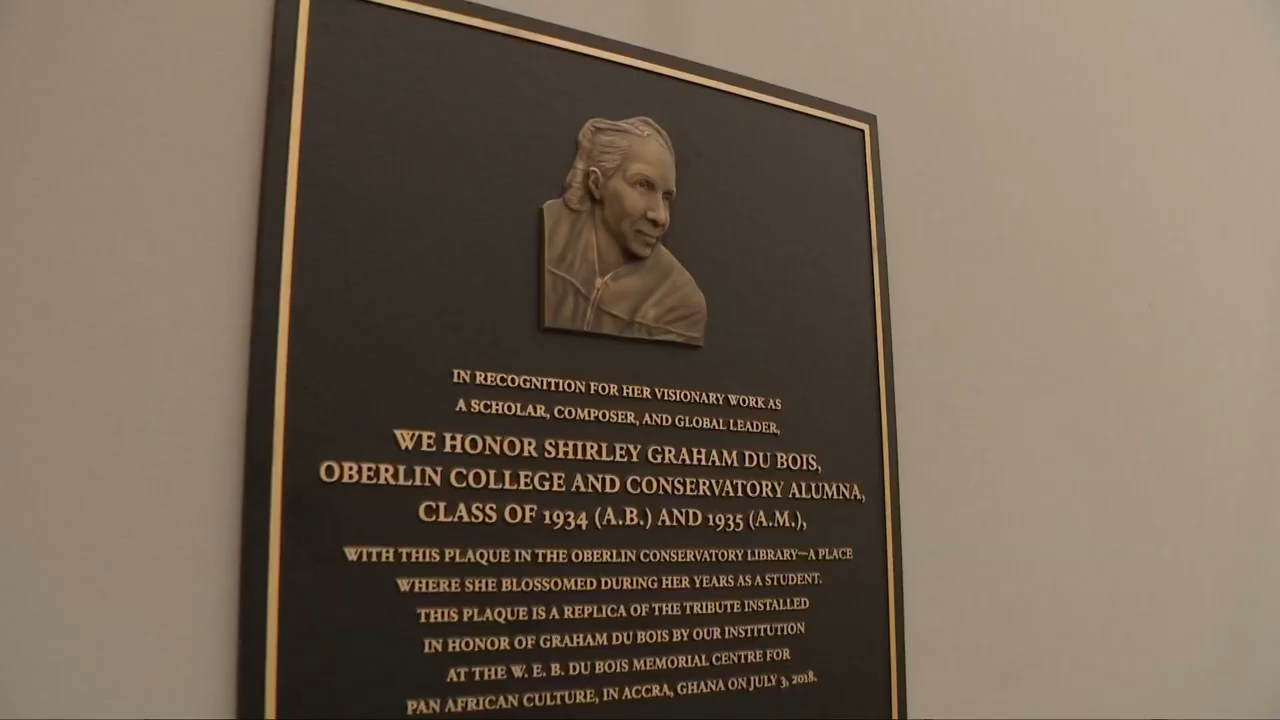 IN RECOGNITION FOR HER VISIONARY WORK AS
A SCHOLAR, COMPOSER, AND GLOBAL LEADER,
WE HONOR SHIRLEY GRAHAM DU BOIS,
OBERLIN COLLEGE AND CONSERVATORY ALUMNA,
CLASS OF 1934 (A.B.) AND 1935 (A.M.),
WITH THIS PLAQUE IN THE OBERLIN CONSERVATORY LIBRARY—A PLACE
WHERE SHE BLOSSOMED DURING HER YEARS AS A STUDENT.
THIS PLAQUE IS A REPLICA OF THE TRIBUTE INSTALLED
IN HONOR OF GRAHAM DU BOIS BY OUR INSTITUTION
AT THE W. E. B. DU BOIS MEMORIAL CENTRE FOR
PAN AFRICAN CULTURE, IN ACCRA, GHANA ON JULY 3, 2018.